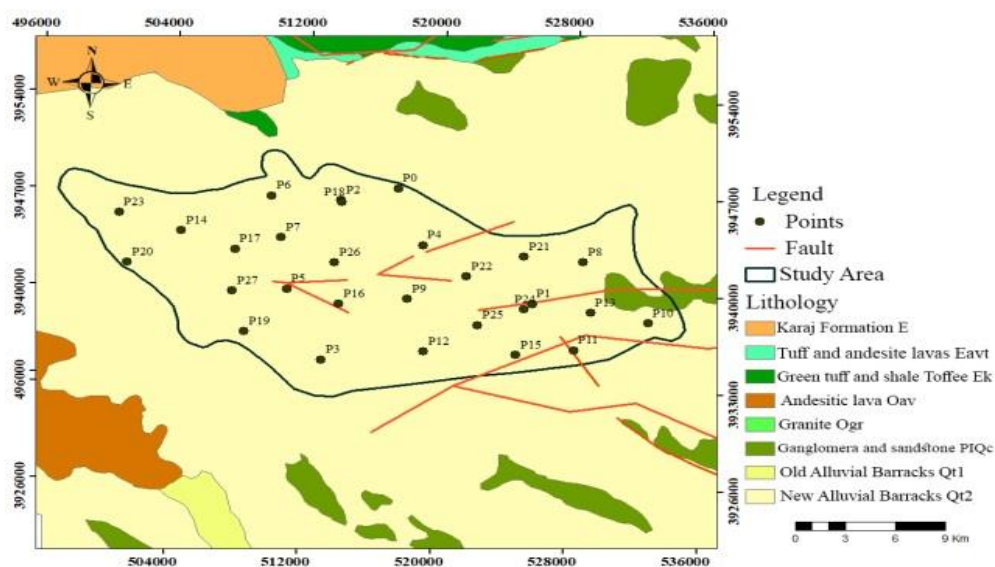 496000 504000 512000 520000 528000 536000
N
W E
S
3954000
3954000
3947000
3947000
3940000
3940000
496000
3933000
3926000
3926000
P0
P6
P18 P2
P23
P14
P7
P4
P17
P21
P20
P26
P8
P22
P27
P5
P9
P16
P24 P1
P13
P25
P10
P19
P12
P15
P11
P3
504000 512000 520000 528000 536000
Legend
Points
Fault
Study Area
Lithology
Karaj Formation E
Tuff and andesite lavas Eavt
Green tuff and shale Toffee Ek
Andesitic lava Oav
Granite Ogr
Ganglomera and sandstone PlQc
Old Alluvial Barracks Qt1
New Alluvial Barracks Qt2
0 3 6 9 Km